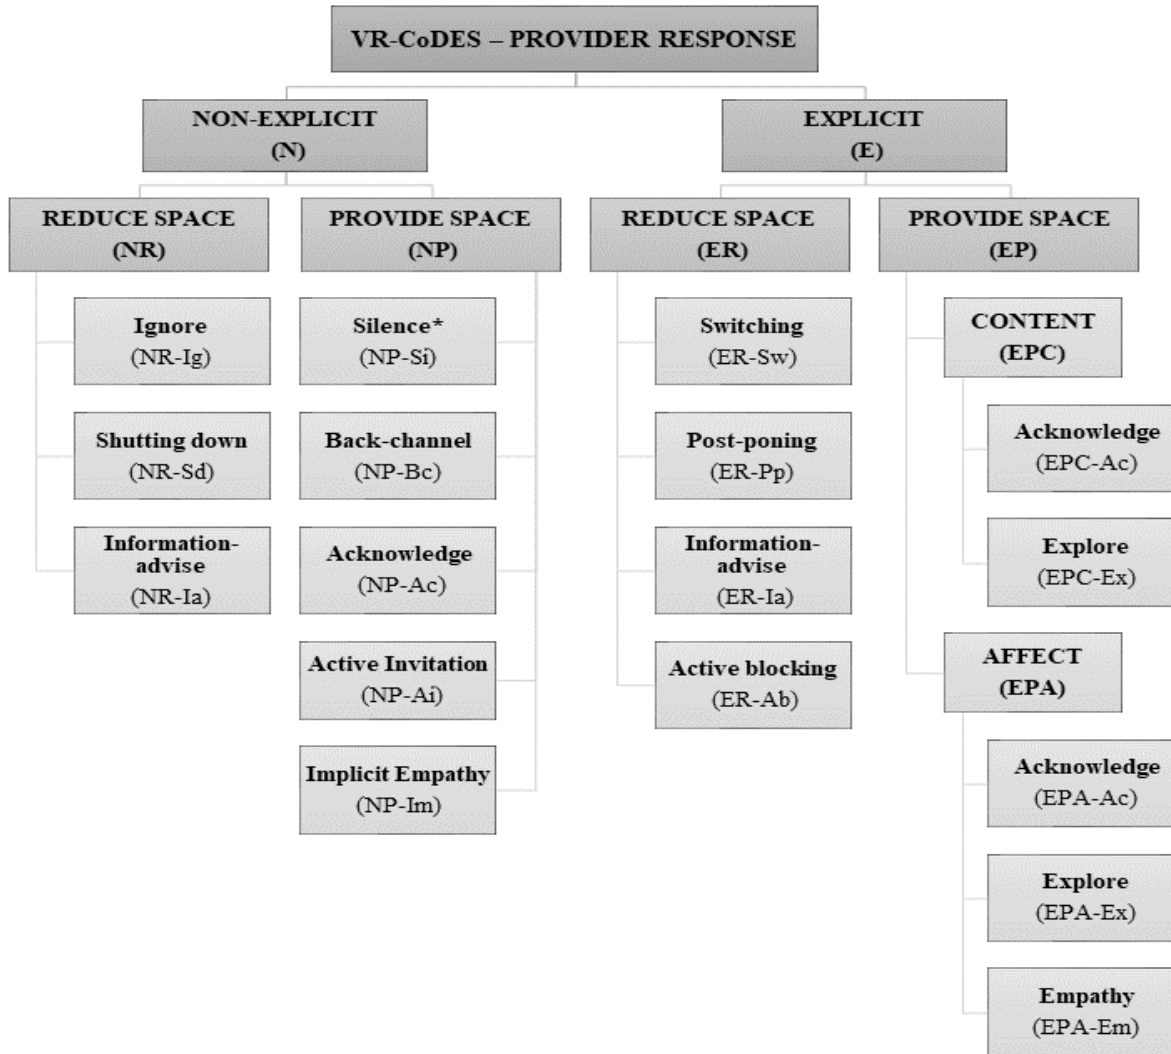 VR-CoDES – PROVIDER RESPONSE
NON-EXPLICIT
(N)
EXPLICIT
(E)
REDUCE SPACE
(NR)
PROVIDE SPACE
(NP)
REDUCE SPACE
(ER)
PROVIDE SPACE
(EP)
Ignore
(NR-Ig)
Shutting down
(NR-Sd)
Information-
advise
(NR-Ia)
Silence*
(NP-Si)
Back-channel
(NP-Bc)
Acknowledge
(NP-Ac)
Active Invitation
(NP-Ai)
Implicit Empathy
(NP-Im)
Switching
(ER-Sw)
Post-poning
(ER-Pp)
Information-
advise
(ER-Ia)
Active blocking
(ER-Ab)
CONTENT
(EPC)
Acknowledge
(EPC-Ac)
Explore
(EPC-Ex)
AFFECT
(EPA)
Acknowledge
(EPA-Ac)
Explore
(EPA-Ex)
Empathy
(EPA-Em)